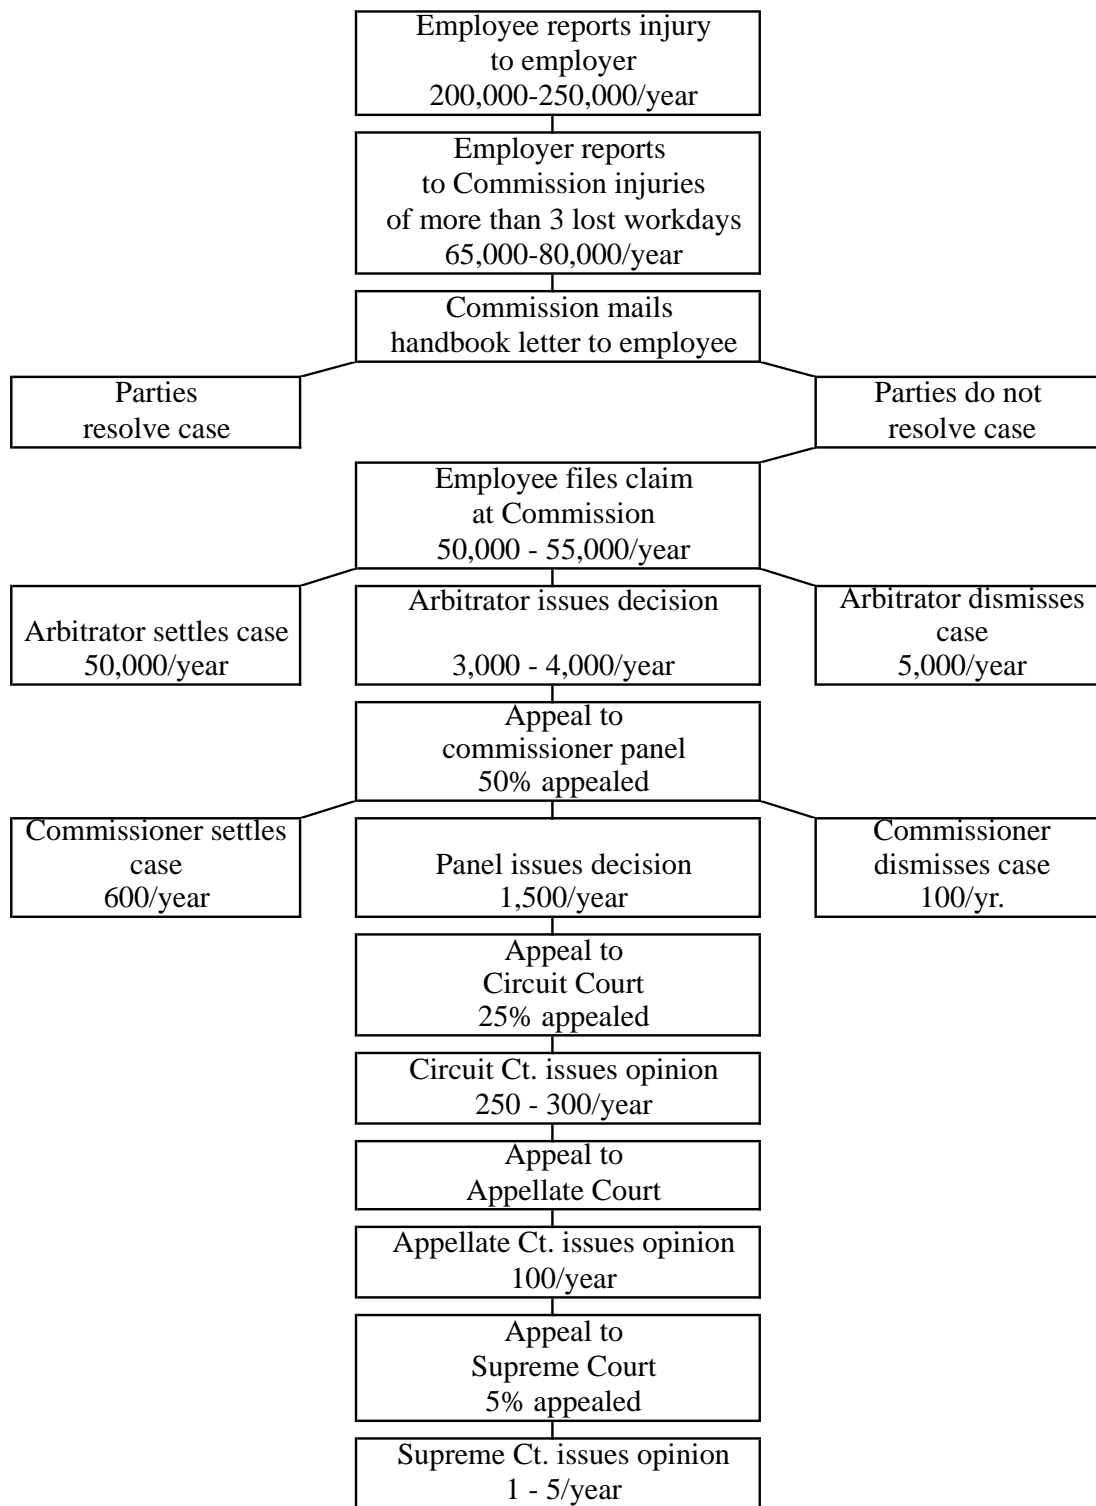 Employee reports injury
to employer
200,000-250,000/year
Employer reports
to Commission injuries
of more than 3 lost workdays
65,000-80,000/year
Commission mails
handbook letter to employee
Parties
resolve case
Parties do not
resolve case
Employee files claim
at Commission
50,000 - 55,000/year
Arbitrator settles case
50,000/year
Arbitrator issues decision
3,000 - 4,000/year
Arbitrator dismisses
case
5,000/year
Appeal to
commissioner panel
50% appealed
Commissioner settles
case
600/year
Panel issues decision
1,500/year
Commissioner
dismisses case
100/yr.
Appeal to
Circuit Court
25% appealed
Circuit Ct. issues opinion
250 - 300/year
Appeal to
Appellate Court
Appellate Ct. issues opinion
100/year
Appeal to
Supreme Court
5% appealed
Supreme Ct. issues opinion
1 - 5/year